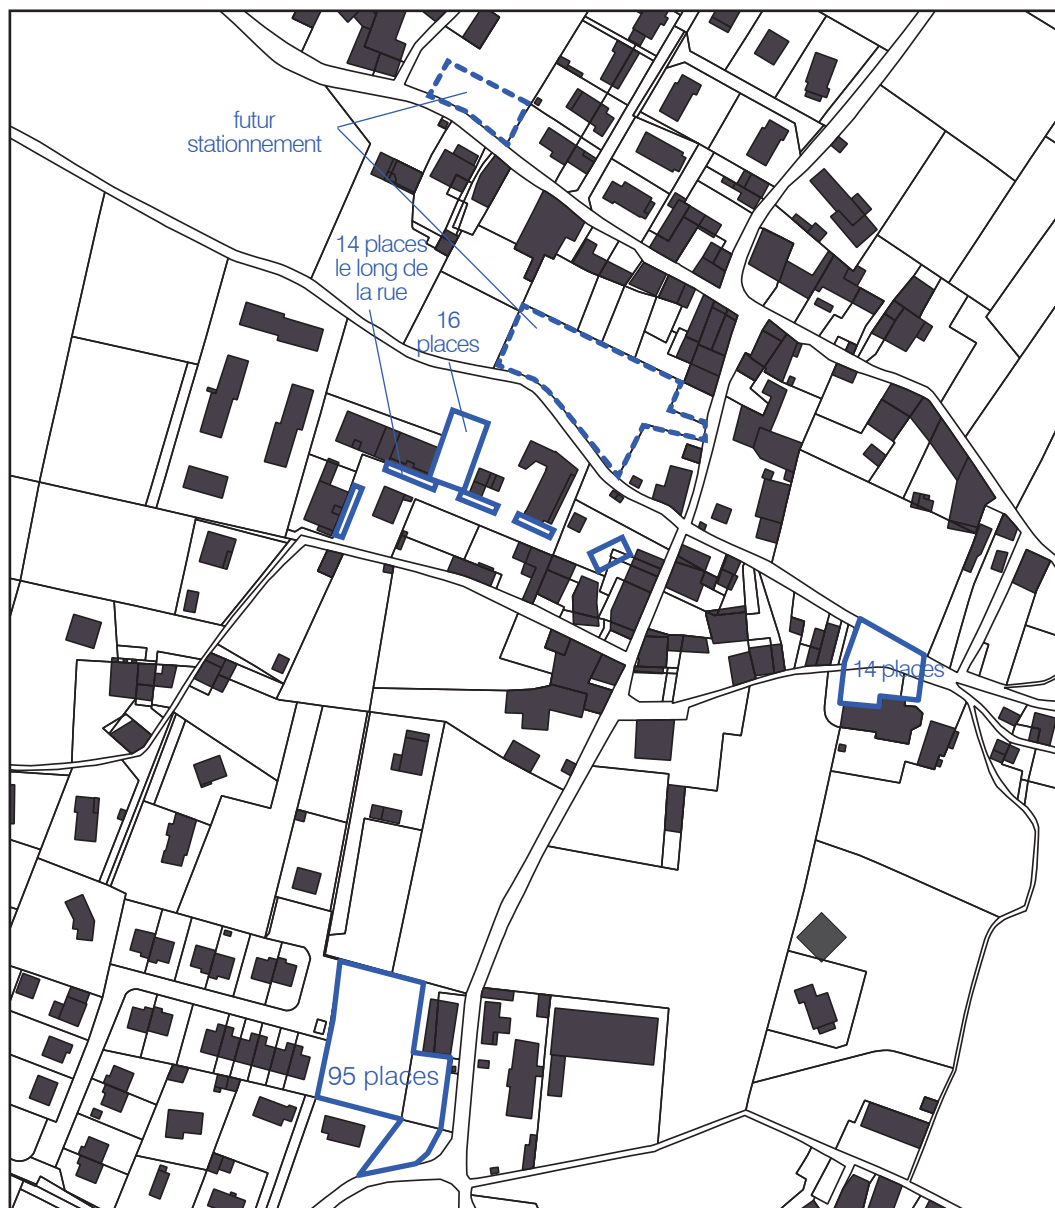 futur
stationnement
14 places
le long de
la rue
16
places
14 places
95 places